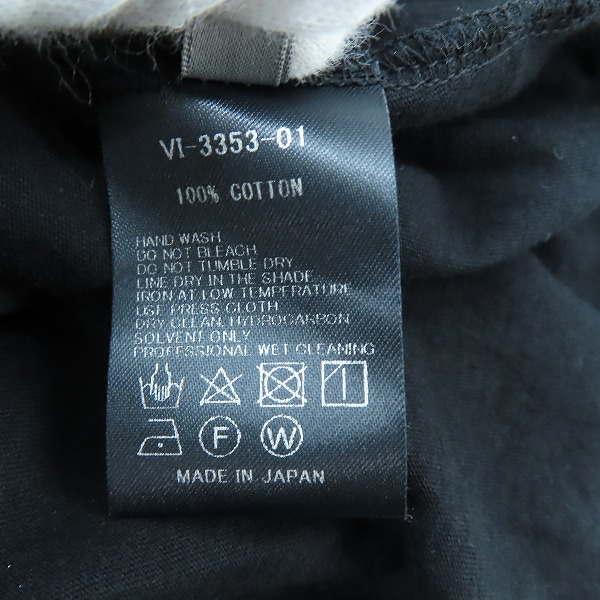 VI-3353-01
100% COTTON
HAND WASH
DO NOT BLEACH
DO NOT TUMBLE DRY
LINE DRY IN THE SHADE
IRON AT LOW TEMPERATURE
USE PRESS CLOTH
DRY CLEAN, HYDROCARBON
SOLVENT ONLY
PROFESSIONAL WET CLEANING
F W
MADE IN JAPAN